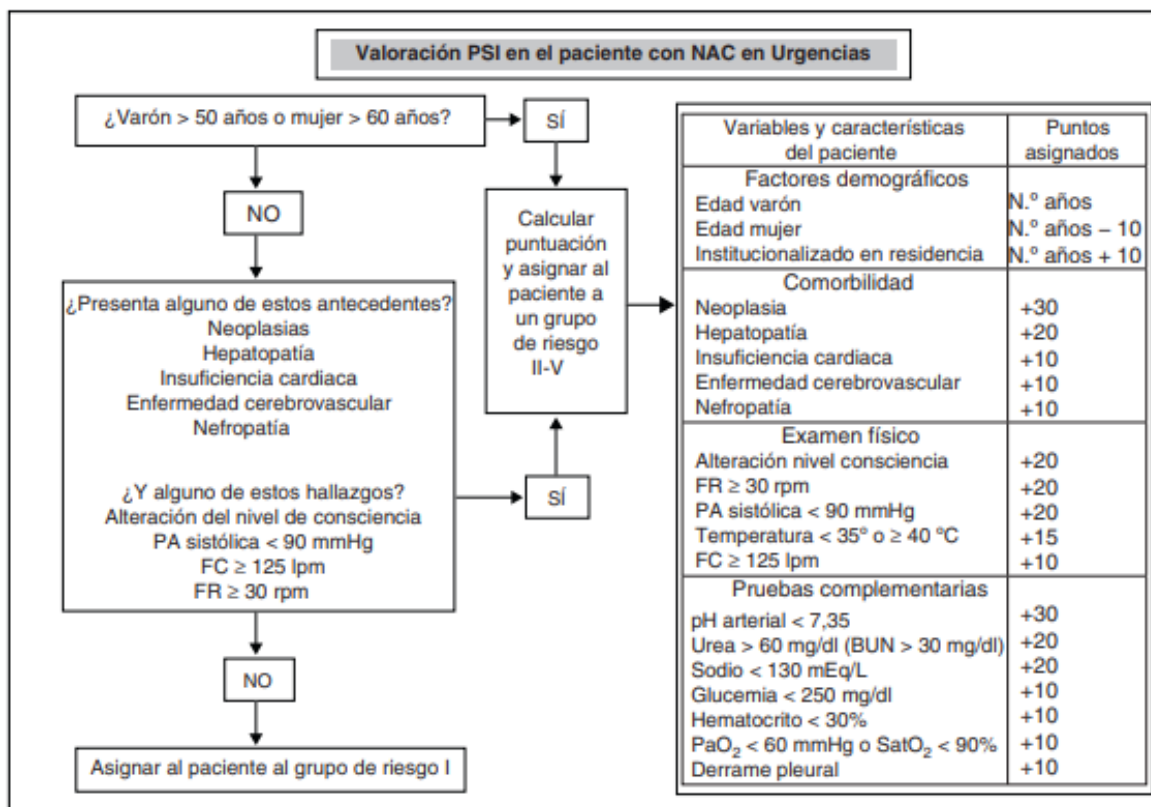 Valoración PSI en el paciente con NAC en Urgencias
¿Varón > 50 años o mujer > 60 años?
SÍ
NO
¿Presenta alguno de estos antecedentes?
Neoplasias
Hepatopatía
Insuficiencia cardiaca
Enfermedad cerebrovascular
Nefropatía
¿Y alguno de estos hallazgos?
Alteración del nivel de consciencia
PA sistólica < 90 mmHg
FC ≥ 125 lpm
FR ≥ 30 rpm
SÍ
NO
Asignar al paciente al grupo de riesgo I
Calcular
puntuación
y asignar al
paciente a
un grupo
de riesgo
II-V
Variables y características del paciente Puntos asignados
Factores demográficos
Edad varón N.º años
Edad mujer N.º años – 10
Institucionalizado en residencia N.º años + 10
Comorbilidad
Neoplasia +30
Hepatopatía +20
Insuficiencia cardiaca +10
Enfermedad cerebrovascular +10
Nefropatía +10
Examen físico
Alteración nivel consciencia +20
FR ≥ 30 rpm +20
PA sistólica < 90 mmHg +20
Temperatura < 35º o ≥ 40 ºC +15
FC ≥ 125 lpm +10
Pruebas complementarias
pH arterial < 7,35 +30
Urea > 60 mg/dl (BUN > 30 mg/dl) +20
Sodio < 130 mEq/L +20
Glucemia < 250 mg/dl +10
Hematocrito < 30% +10
PaO₂ < 60 mmHg o SatO₂ < 90% +10
Derrame pleural +10